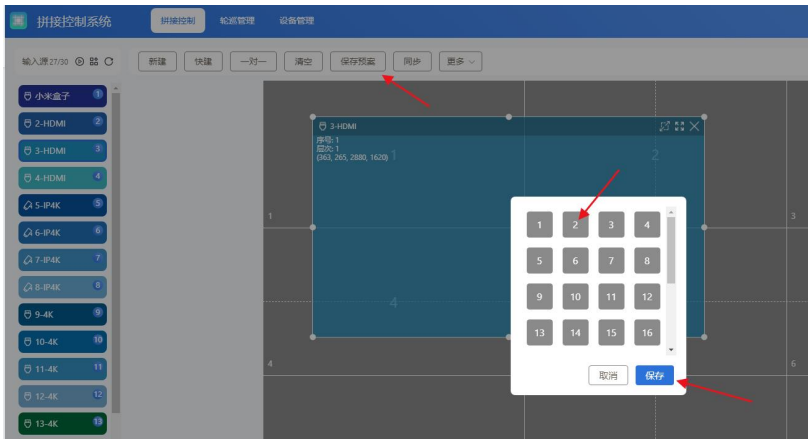 拼接控制系统 拼接控制 轮巡管理 设备管理
输入源 27/30 新建 快建 一对一 清空 保存预案 同步 更多
小米盒子 1
2-HDMI 2
3-HDMI 3
4-HDMI 4
5-IP4K 5
6-IP4K 6
7-IP4K 7
8-IP4K 8
9-4K 9
10-4K 10
11-4K 11
12-4K 12
13-4K 13
3-HDMI
序号: 1
层次: 1
(363, 265, 2880, 1620)
1 2
1 3
4
4 6
1 2 3 4
5 6 7 8
9 10 11 12
13 14 15 16
取消 保存